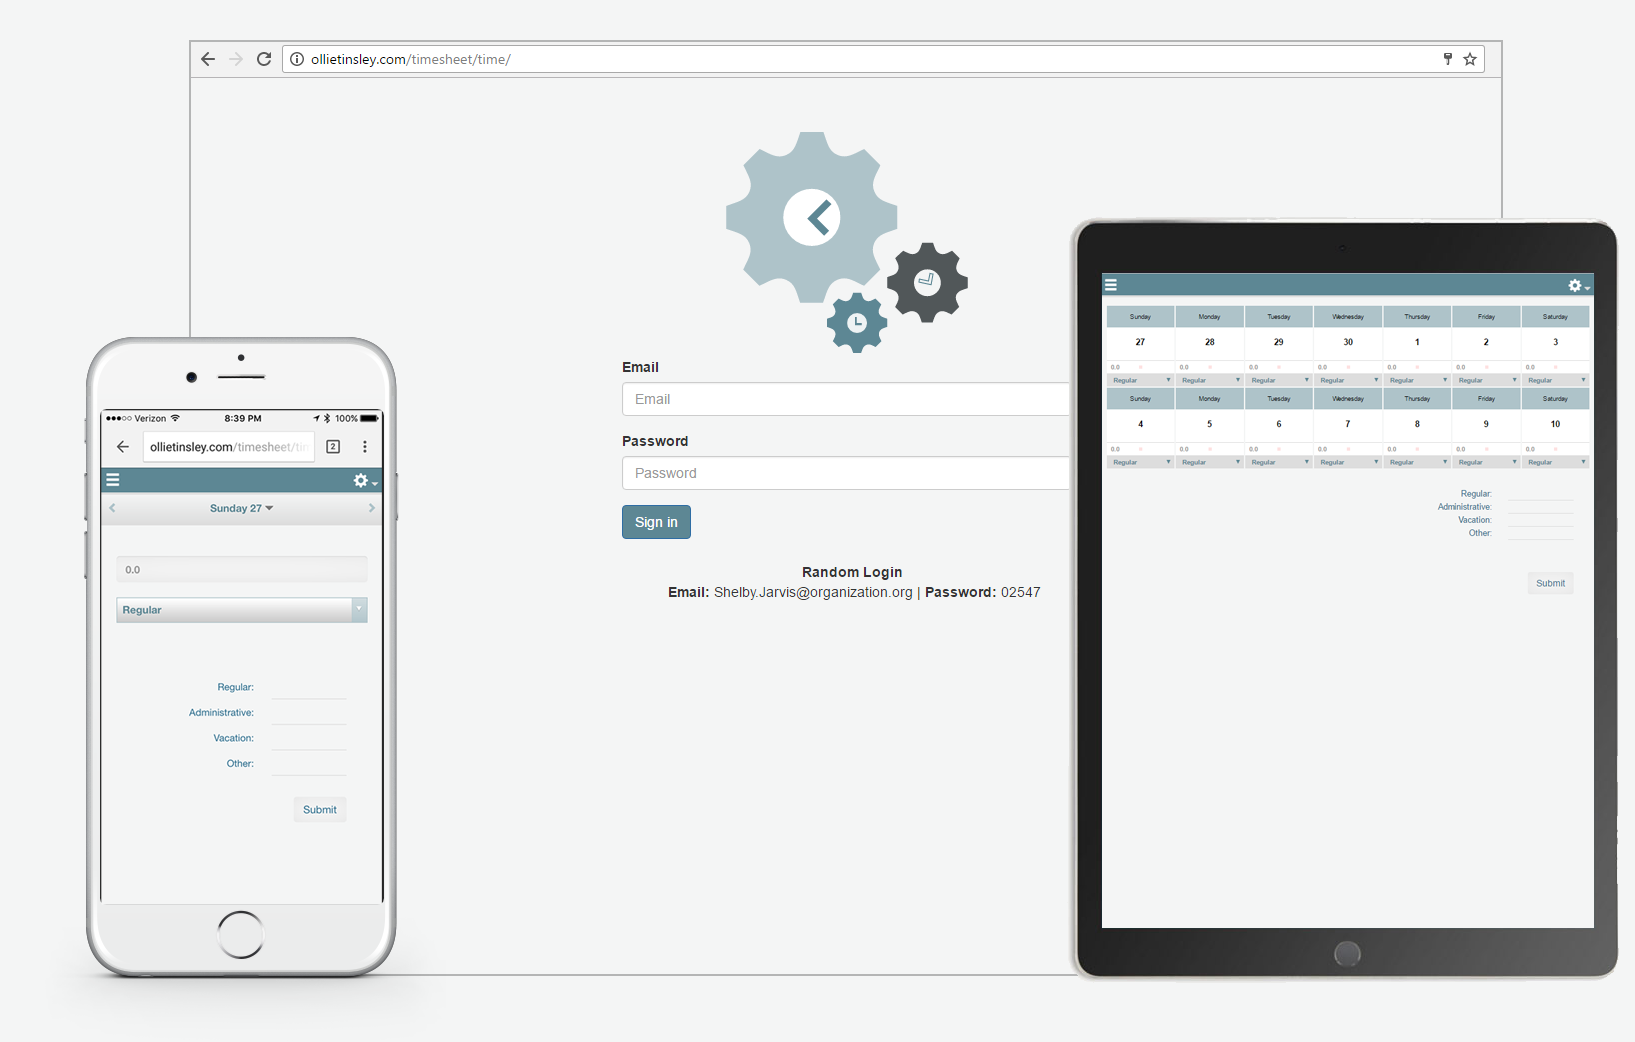 ollietinsley.com/timesheet/time/
Email
Email
Password
Password
Sign in
Random Login
Email: Shelby.Jarvis@organization.org | Password: 02547
Verizon 8:39 PM 100%
ollietinsley.com/timesheet/tin 2
Sunday 27
0.0
Regular
Regular:
Administrative:
Vacation:
Other:
Submit
Sunday Monday Tuesday Wednesday Thursday Friday Saturday
27 28 29 30 1 2 3
0.0 0.0 0.0 0.0 0.0 0.0 0.0
Regular Regular Regular Regular Regular Regular Regular
Sunday Monday Tuesday Wednesday Thursday Friday Saturday
4 5 6 7 8 9 10
0.0 0.0 0.0 0.0 0.0 0.0 0.0
Regular Regular Regular Regular Regular Regular Regular
Regular:
Administrative:
Vacation:
Other:
Submit